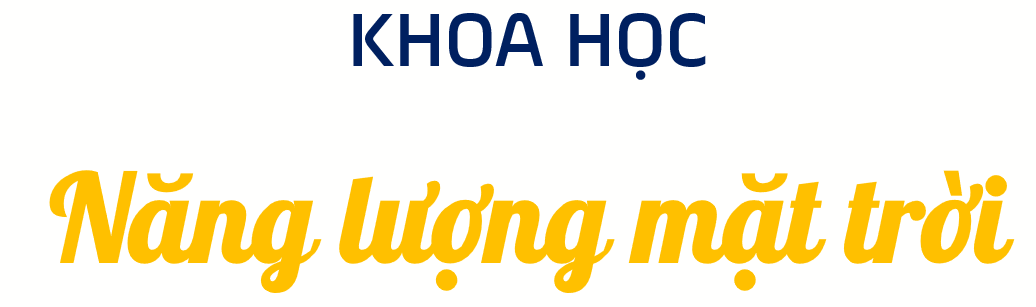 KHOA HỌC
Năng lượng mặt trời